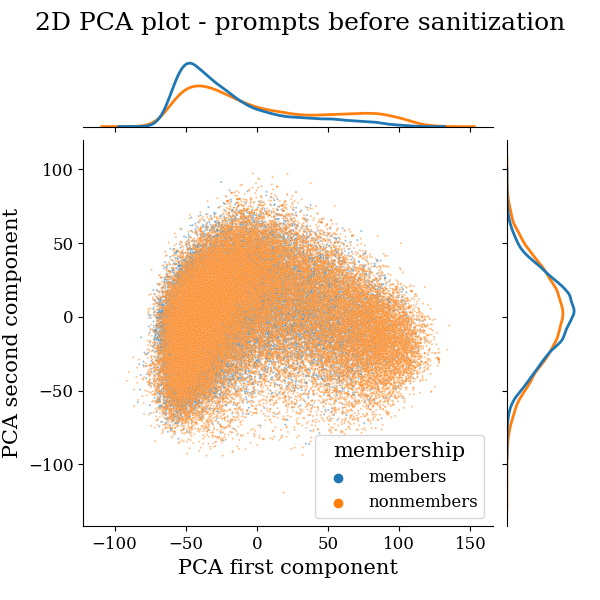 2D PCA plot - prompts before sanitization
100
50
0
−50
−100
PCA second component
membership
members
nonmembers
−100
−50
0
50
100
150
PCA first component